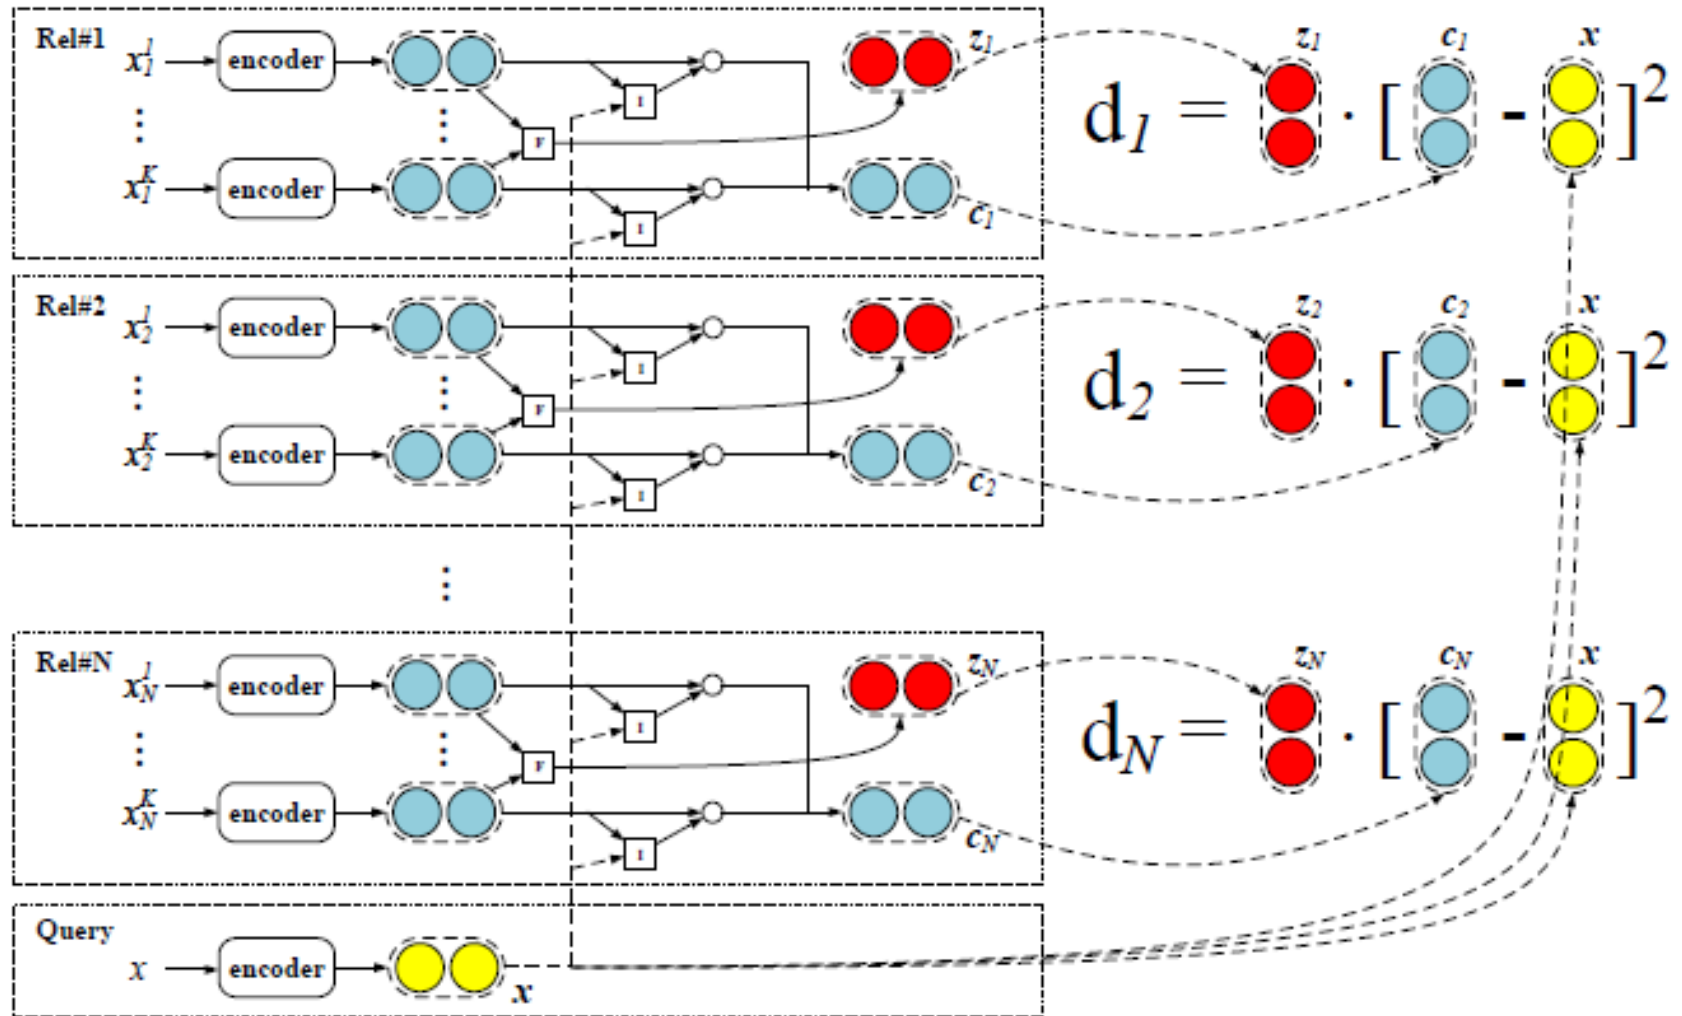 Rel#1
x_1^1 encoder z_1
⋮ ⋮ I
F
x_1^K encoder c_1
I
d_1 = z_1 · [ c_1 - x ]^2
Rel#2
x_2^1 encoder
⋮ ⋮ I
F
x_2^K encoder c_2
I
d_2 = z_2 · [ c_2 - x ]^2
⋮
Rel#N
x_N^1 encoder z_N
⋮ ⋮ I
F
x_N^K encoder c_N
I
d_N = z_N · [ c_N - x ]^2
Query
x encoder x